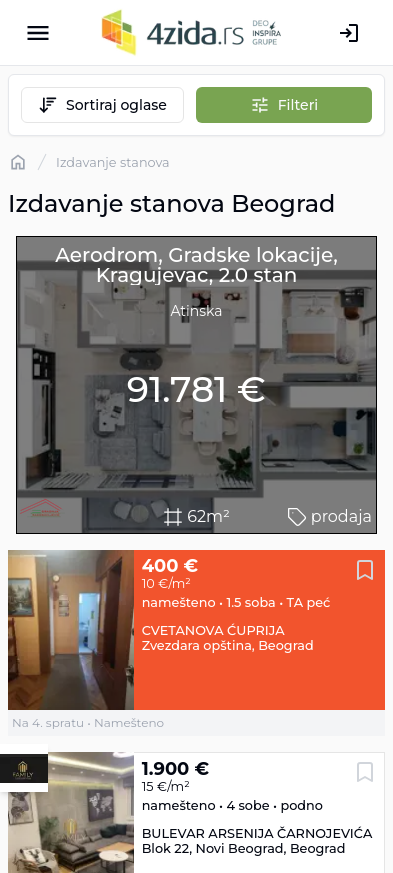 4zida.rs
DEO
INSPIRA
GRUPE
Sortiraj oglase
Filteri
Izdavanje stanova
Izdavanje stanova Beograd
Aerodrom, Gradske lokacije,
Kragujevac, 2.0 stan
Atinska
91.781 €
62m²
prodaja
400 €
10 €/m²
namešteno • 1.5 soba • TA peć
CVETANOVA ĆUPRIJA
Zvezdara opština, Beograd
Na 4. spratu • Namešteno
FAMILY
1.900 €
15 €/m²
namešteno • 4 sobe • podno
BULEVAR ARSENIJA ČARNOJEVIĆA
Blok 22, Novi Beograd, Beograd